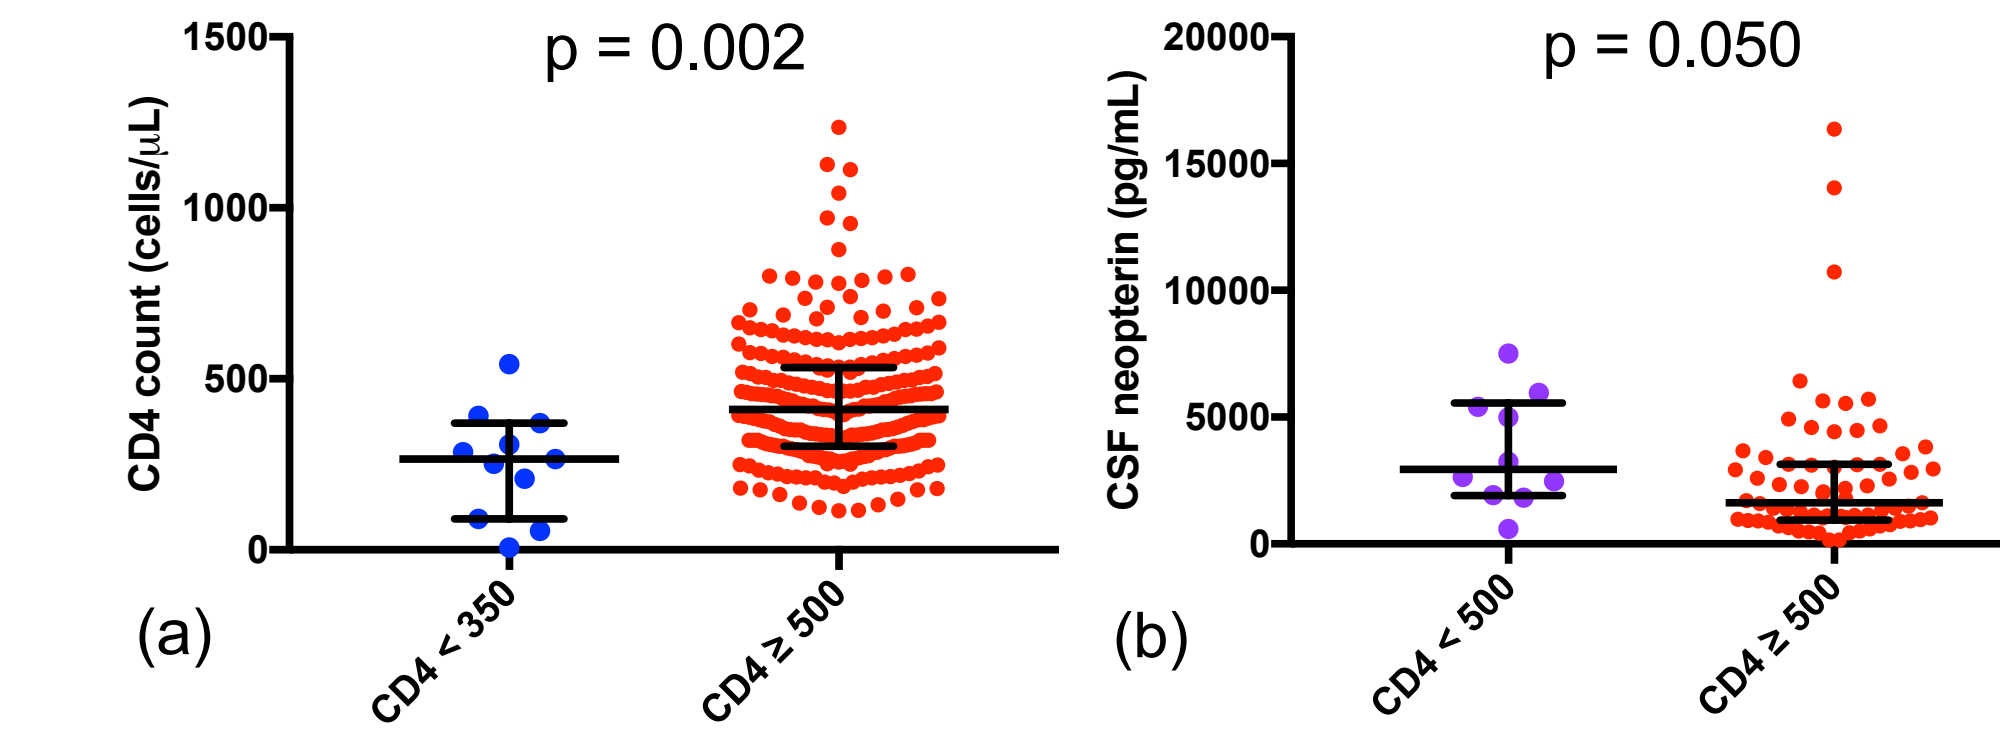 p = 0.002
1500
1000
500
0
CD4 count (cells/μL)
CD4 < 350
CD4 ≥ 500
(a)
p = 0.050
20000
15000
10000
5000
0
CSF neopterin (pg/mL)
CD4 < 500
CD4 ≥ 500
(b)